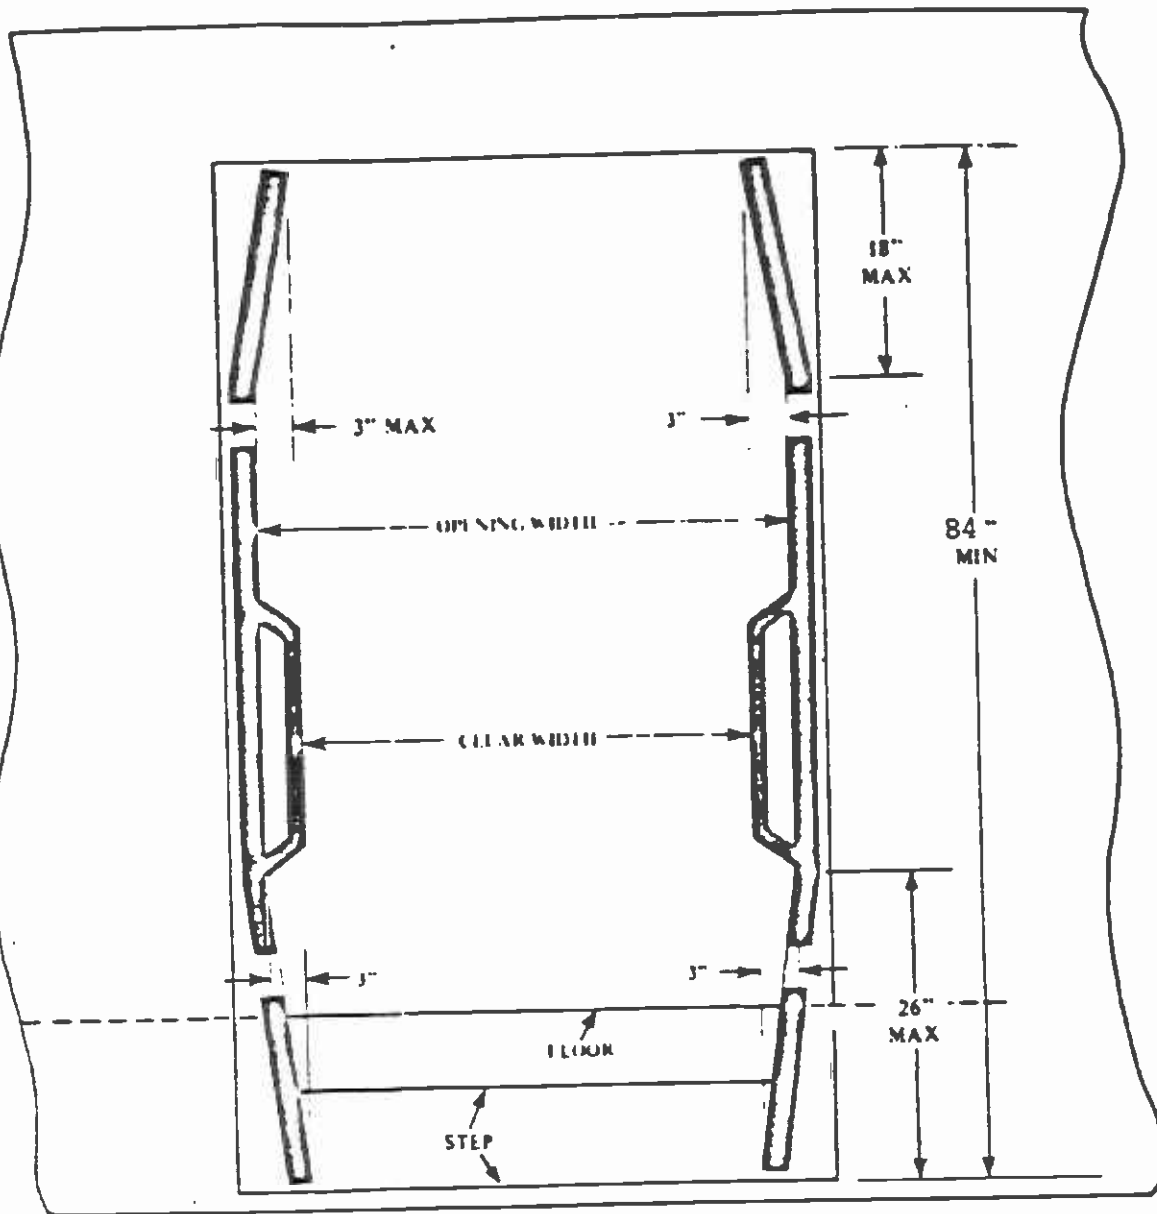 18"
MAX
3" MAX
3"
OPENING WIDTH
84"
MIN
CLEAR WIDTH
3"
3"
26"
MAX
FLOOR
STEP